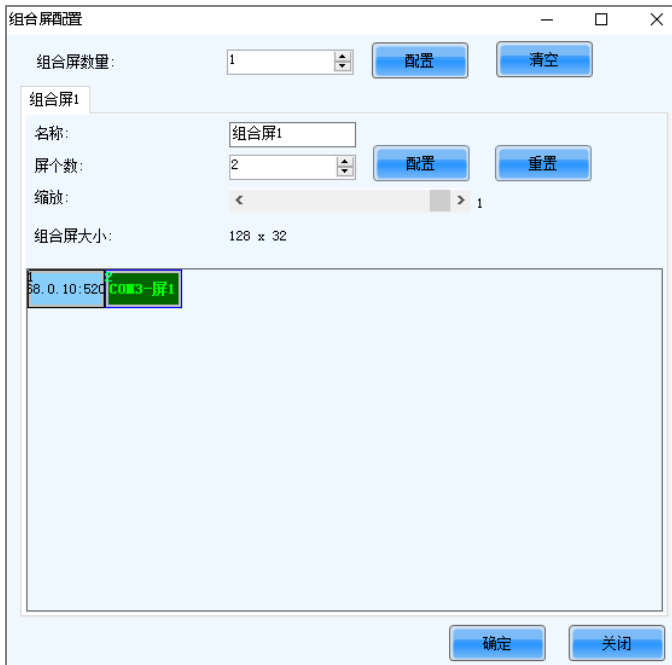 组合屏配置
组合屏数量: 1 配置 清空
组合屏1
名称: 组合屏1
屏个数: 2 配置 重置
缩放: 1
组合屏大小: 128 x 32
1 2
68.0.10:520 COM3-屏1
确定 关闭